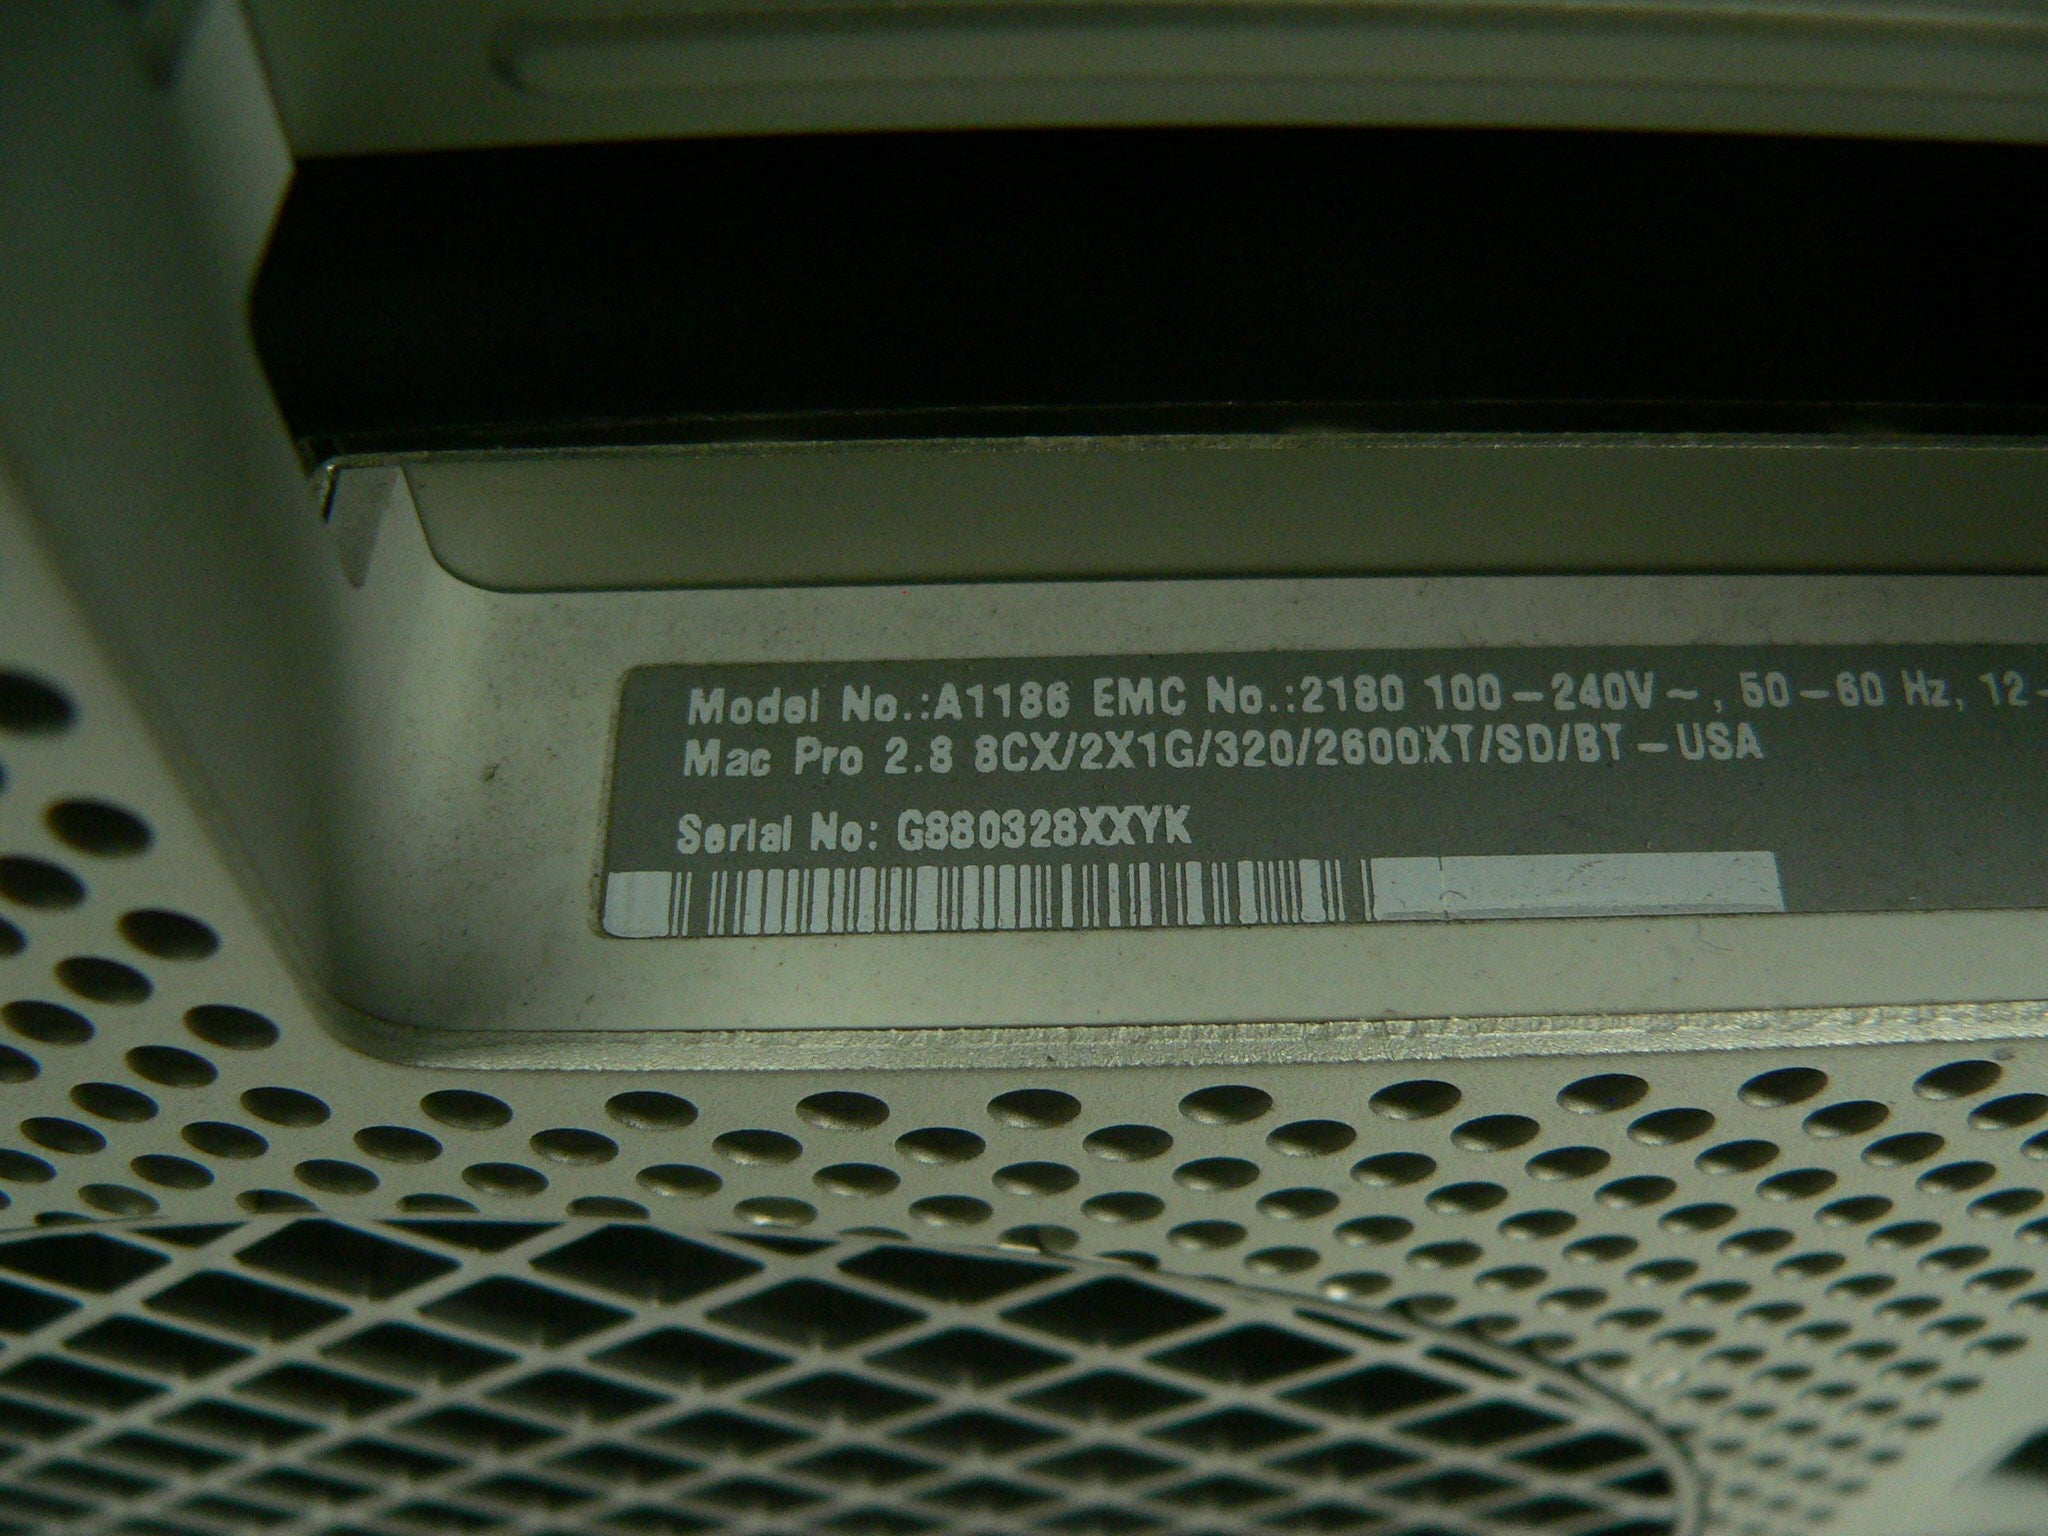 Model No.:A1186 EMC No.:2180 100-240V~, 50-60 Hz, 12-
Mac Pro 2.8 8CX/2X1G/320/2600XT/SD/BT-USA
Serial No: G880328XXYK